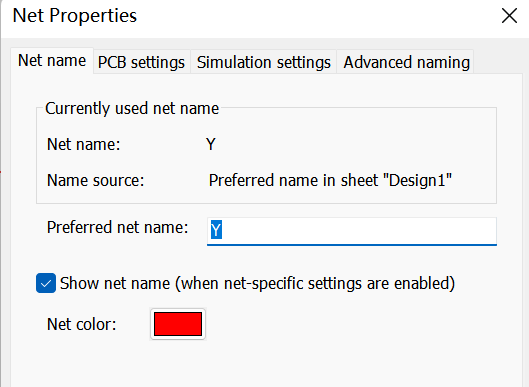 Net Properties
Net name PCB settings Simulation settings Advanced naming
Currently used net name
Net name: Y
Name source: Preferred name in sheet "Design1"
Preferred net name: Y
Show net name (when net-specific settings are enabled)
Net color: